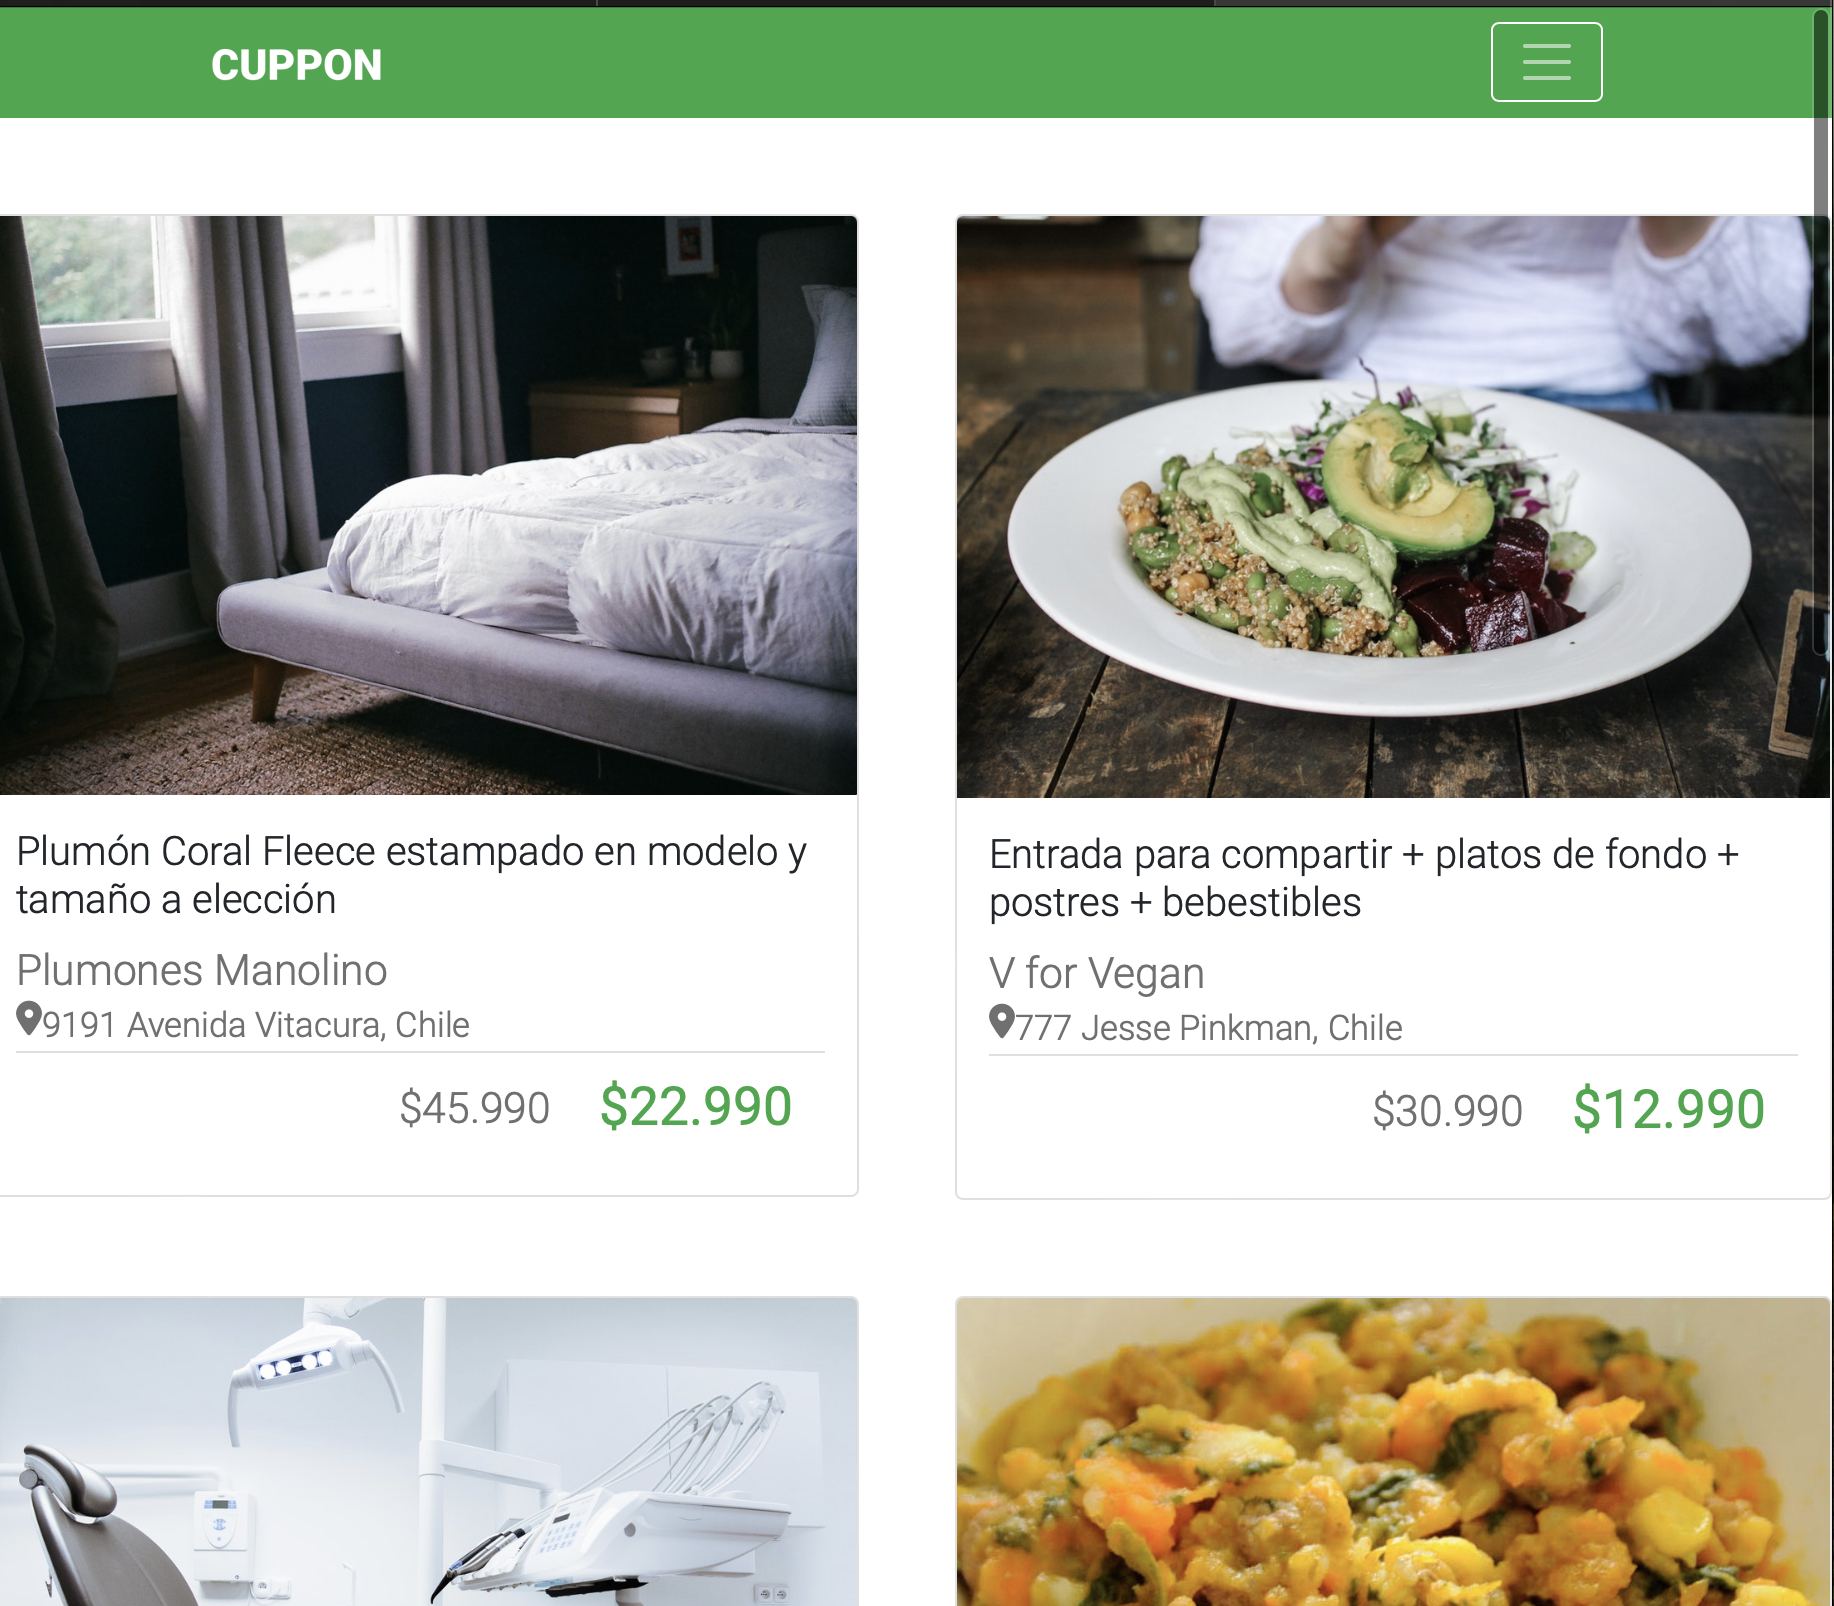 CUPPON
Plumón Coral Fleece estampado en modelo y
tamaño a elección
Plumones Manolino
9191 Avenida Vitacura, Chile
$45.990 $22.990
Entrada para compartir + platos de fondo +
postres + bebestibles
V for Vegan
777 Jesse Pinkman, Chile
$30.990 $12.990